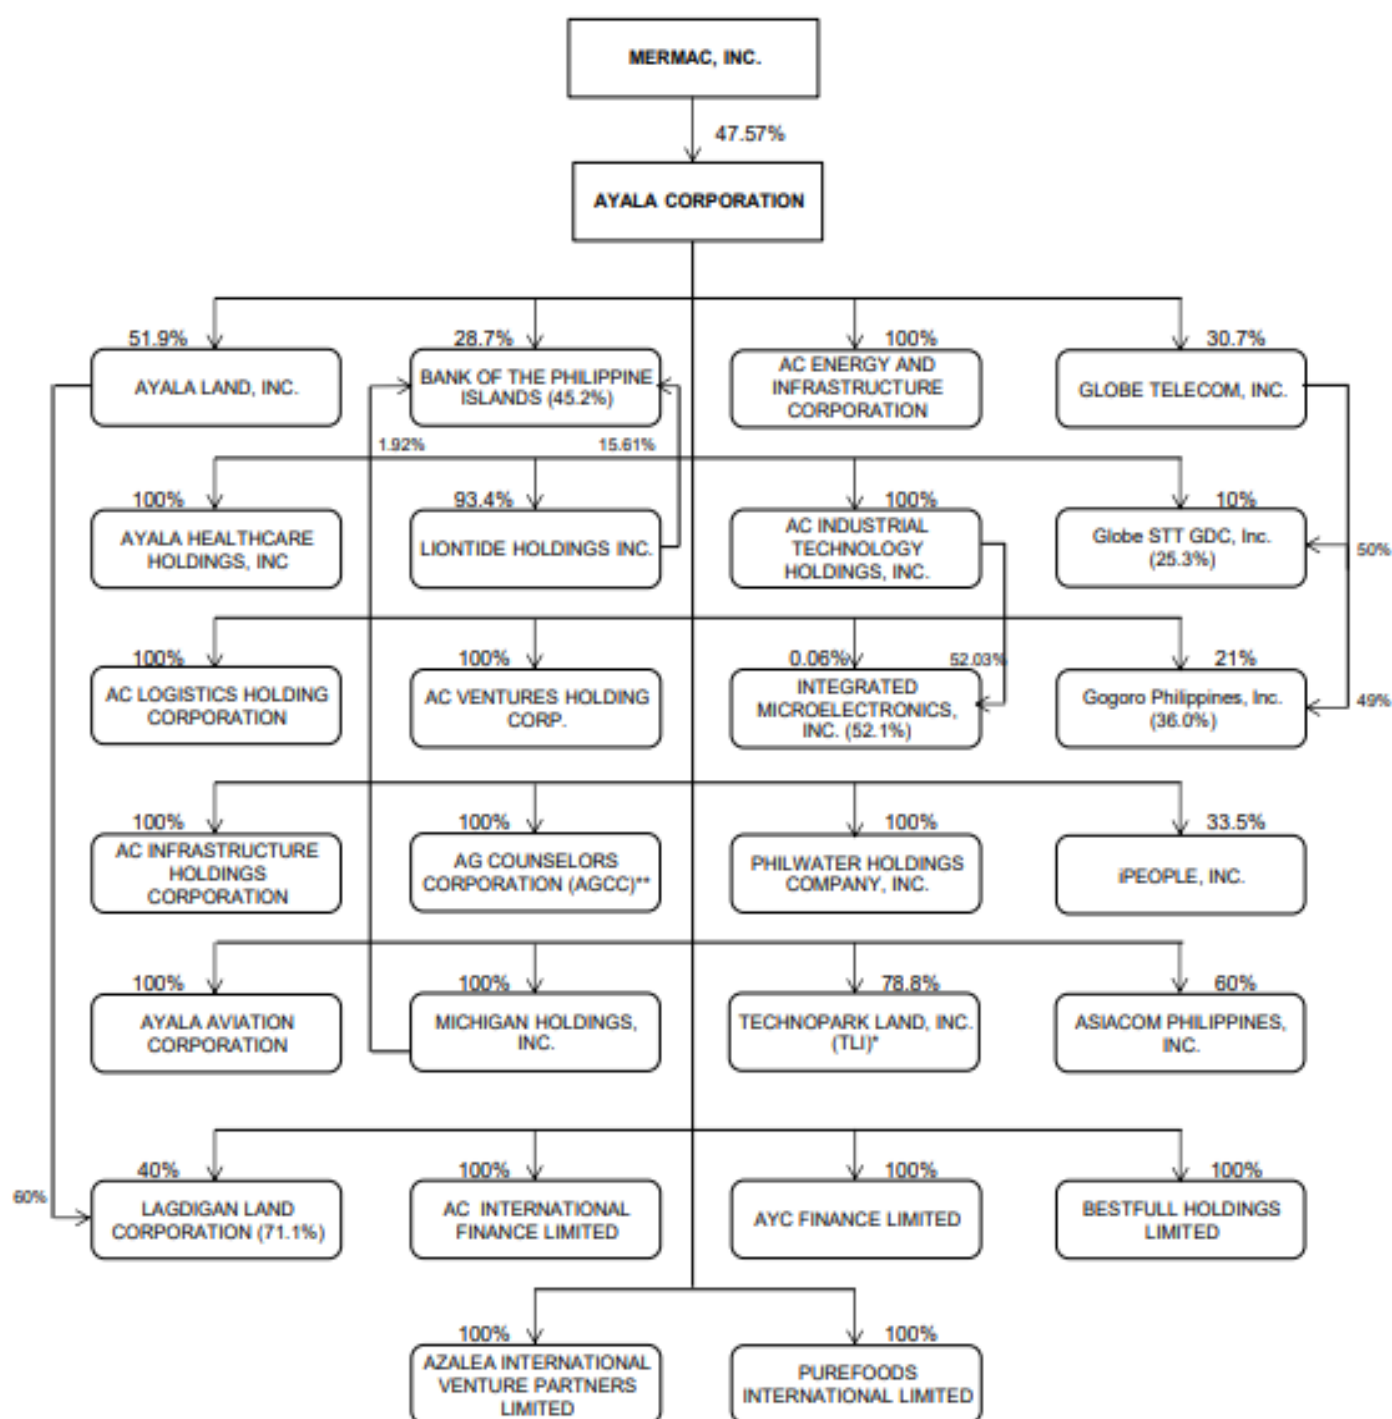 MERMAC, INC.
47.57%
AYALA CORPORATION
51.9%
28.7%
100%
30.7%
AYALA LAND, INC.
BANK OF THE PHILIPPINE
ISLANDS (45.2%)
AC ENERGY AND
INFRASTRUCTURE
CORPORATION
GLOBE TELECOM, INC.
1.92%
15.61%
100%
93.4%
100%
10%
AYALA HEALTHCARE
HOLDINGS, INC
LIONTIDE HOLDINGS INC.
AC INDUSTRIAL
TECHNOLOGY
HOLDINGS, INC.
Globe STT GDC, Inc.
(25.3%)
50%
100%
100%
0.06%
52.03%
21%
AC LOGISTICS HOLDING
CORPORATION
AC VENTURES HOLDING
CORP.
INTEGRATED
MICROELECTRONICS,
INC. (52.1%)
Gogoro Philippines, Inc.
(36.0%)
49%
100%
100%
100%
33.5%
AC INFRASTRUCTURE
HOLDINGS
CORPORATION
AG COUNSELORS
CORPORATION (AGCC)**
PHILWATER HOLDINGS
COMPANY, INC.
iPEOPLE, INC.
100%
100%
78.8%
60%
AYALA AVIATION
CORPORATION
MICHIGAN HOLDINGS,
INC.
TECHNOPARK LAND, INC.
(TLI)*
ASIACOM PHILIPPINES,
INC.
40%
100%
100%
100%
60%
LAGDIGAN LAND
CORPORATION (71.1%)
AC INTERNATIONAL
FINANCE LIMITED
AYC FINANCE LIMITED
BESTFULL HOLDINGS
LIMITED
100%
100%
AZALEA INTERNATIONAL
VENTURE PARTNERS
LIMITED
PUREFOODS
INTERNATIONAL LIMITED